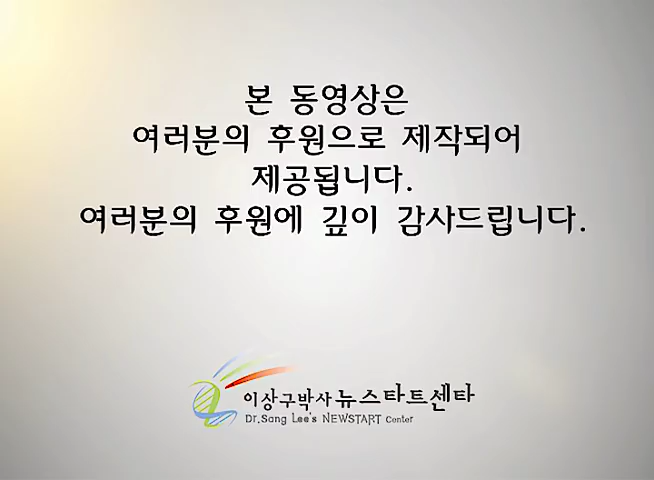 본 동영상은
여러분의 후원으로 제작되어
제공됩니다.
여러분의 후원에 깊이 감사드립니다.
이상구박사 뉴스타트센타
Dr.Sang Lee's NEWSTART Center